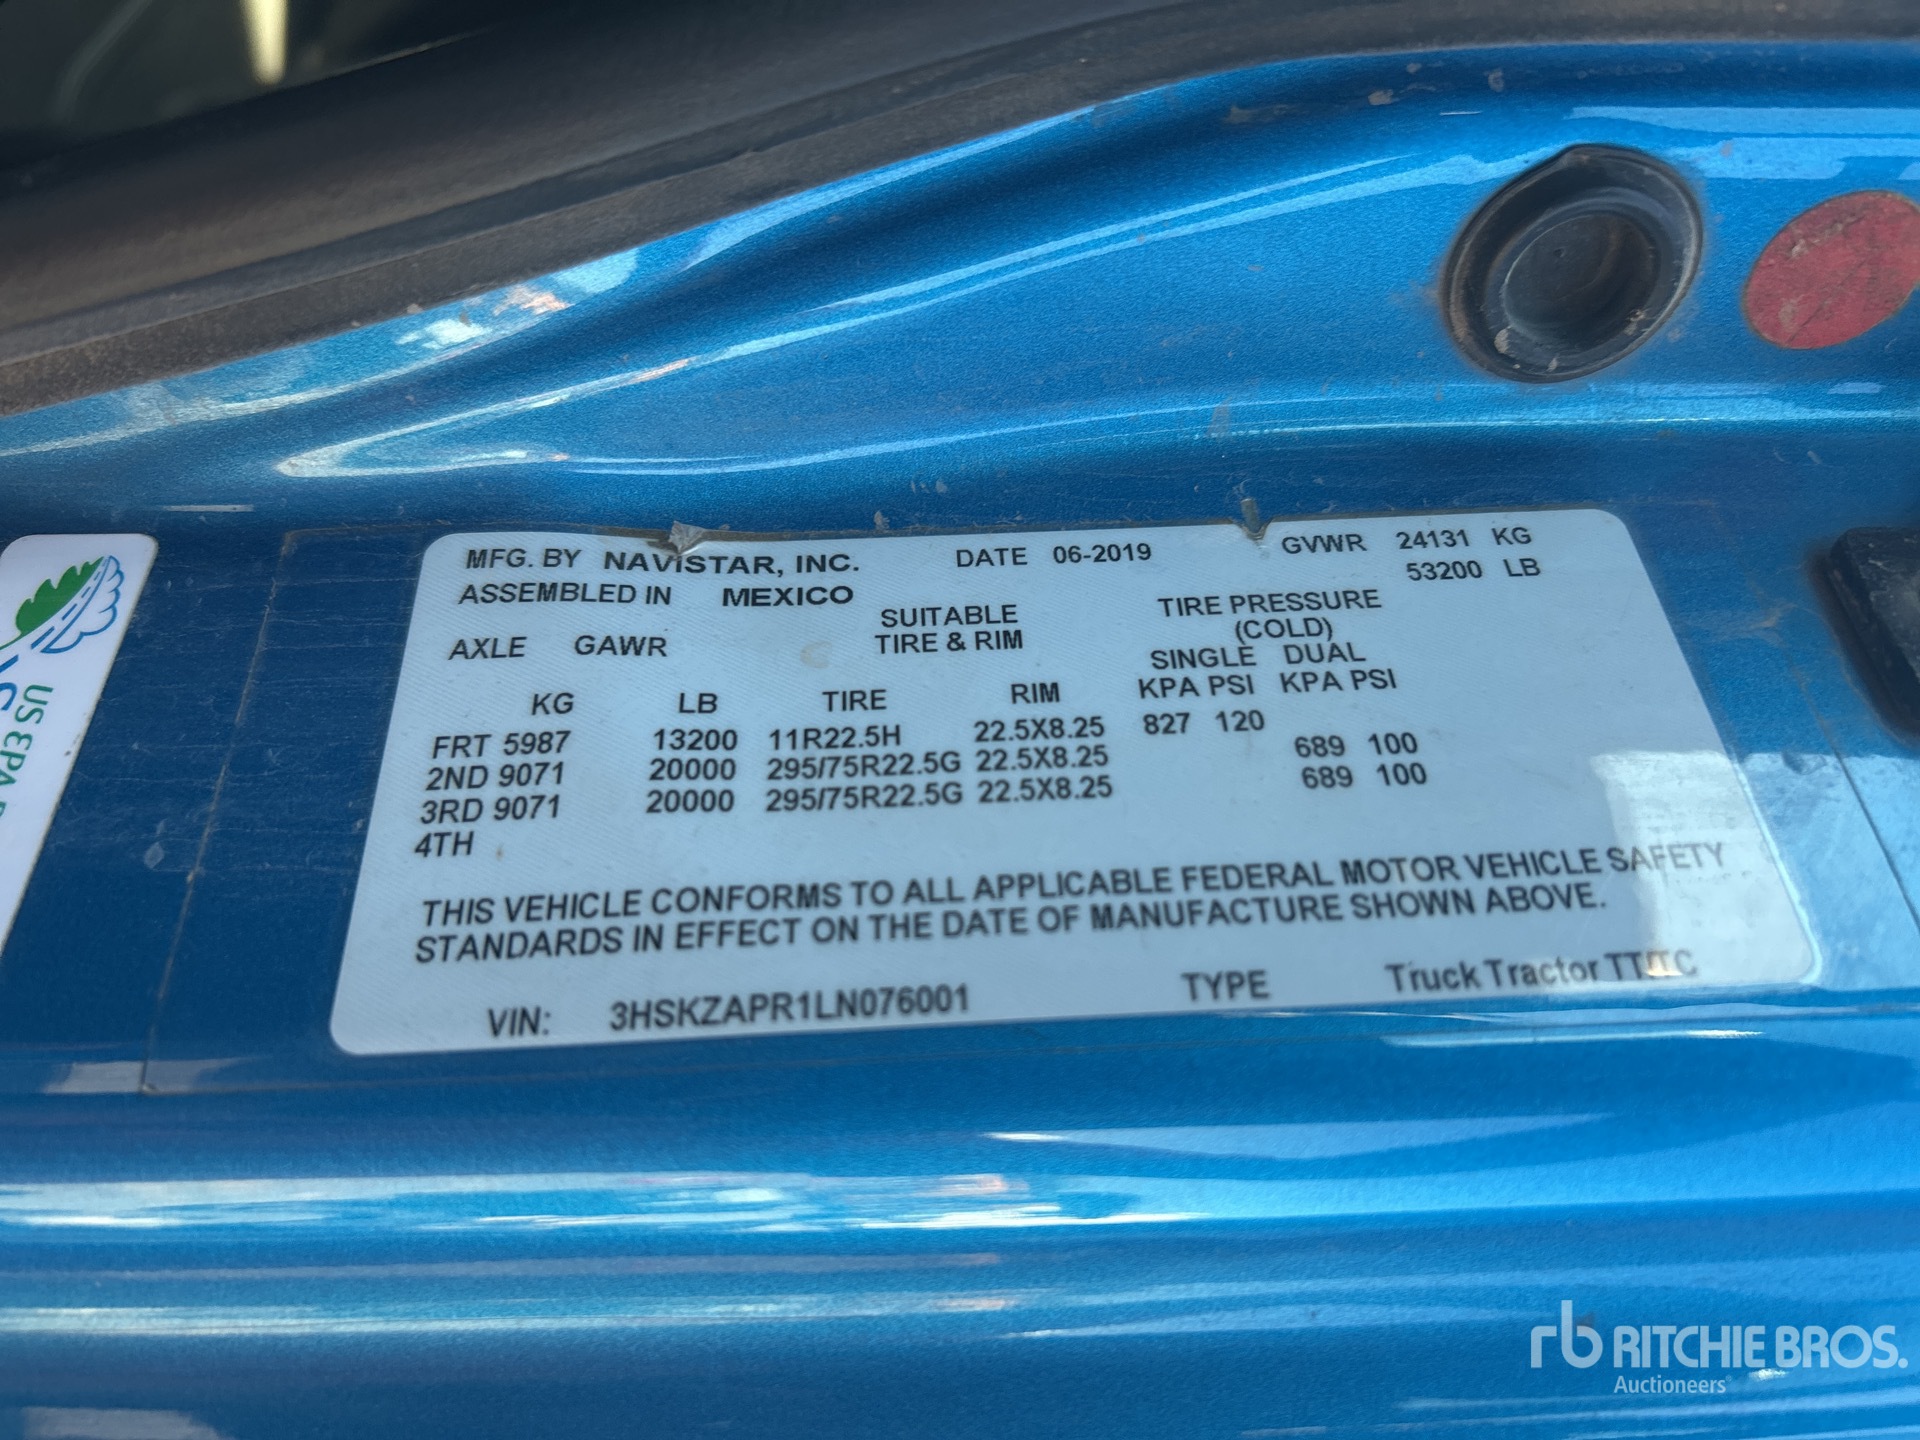 MFG. BY NAVISTAR, INC. DATE 06-2019 GVWR 24131 KG
53200 LB
ASSEMBLED IN MEXICO
SUITABLE TIRE & RIM
TIRE PRESSURE (COLD)
AXLE GAWR
SINGLE DUAL
KG LB TIRE RIM KPA PSI KPA PSI
FRT 5987 13200 11R22.5H 22.5X8.25 827 120
2ND 9071 20000 295/75R22.5G 22.5X8.25 689 100
3RD 9071 20000 295/75R22.5G 22.5X8.25 689 100
4TH
THIS VEHICLE CONFORMS TO ALL APPLICABLE FEDERAL MOTOR VEHICLE SAFETY
STANDARDS IN EFFECT ON THE DATE OF MANUFACTURE SHOWN ABOVE.
VIN: 3HSKZAPR1LN076001 TYPE Truck Tractor TT/TC
US EPA
rb RITCHIE BROS.
Auctioneers